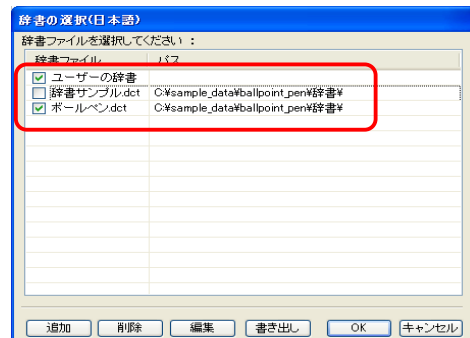 辞書の選択(日本語)
辞書ファイルを選択してください :
辞書ファイル パス
ユーザーの辞書
辞書サンプル.dct C:¥sample_data¥ballpoint_pen¥辞書¥
ボールペン.dct C:¥sample_data¥ballpoint_pen¥辞書¥
追加 削除 編集 書き出し OK キャンセル